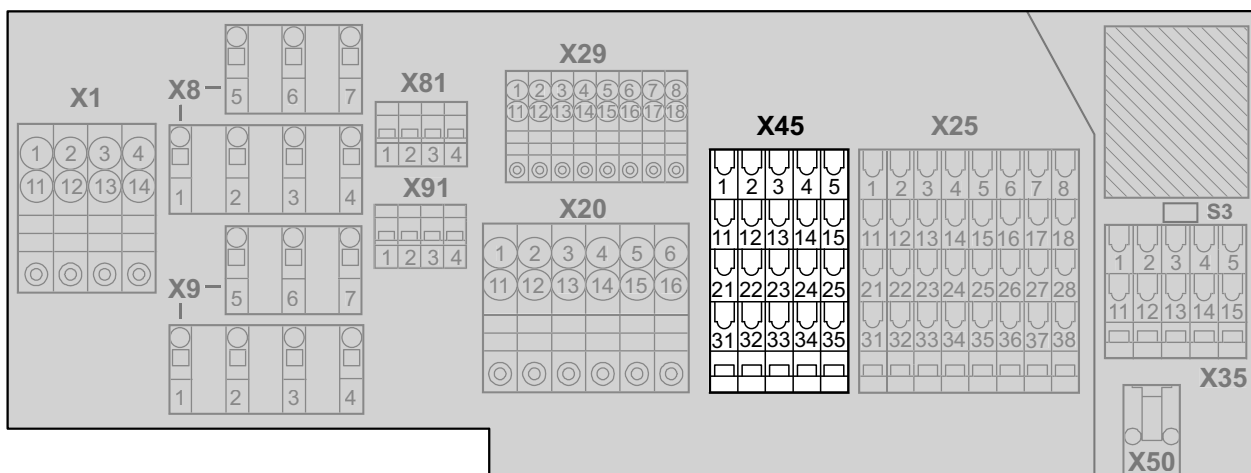 X1
1 2 3 4
11 12 13 14
X8
5 6 7
1 2 3 4
X9
5 6 7
1 2 3 4
X81
1 2 3 4
X91
1 2 3 4
X29
1 2 3 4 5 6 7 8
11 12 13 14 15 16 17 18
X20
1 2 3 4 5 6
11 12 13 14 15 16
X45
1 2 3 4 5
11 12 13 14 15
21 22 23 24 25
31 32 33 34 35
X25
1 2 3 4 5 6 7 8
11 12 13 14 15 16 17 18
21 22 23 24 25 26 27 28
31 32 33 34 35 36 37 38
S3
1 2 3 4 5
11 12 13 14 15
X35
X50